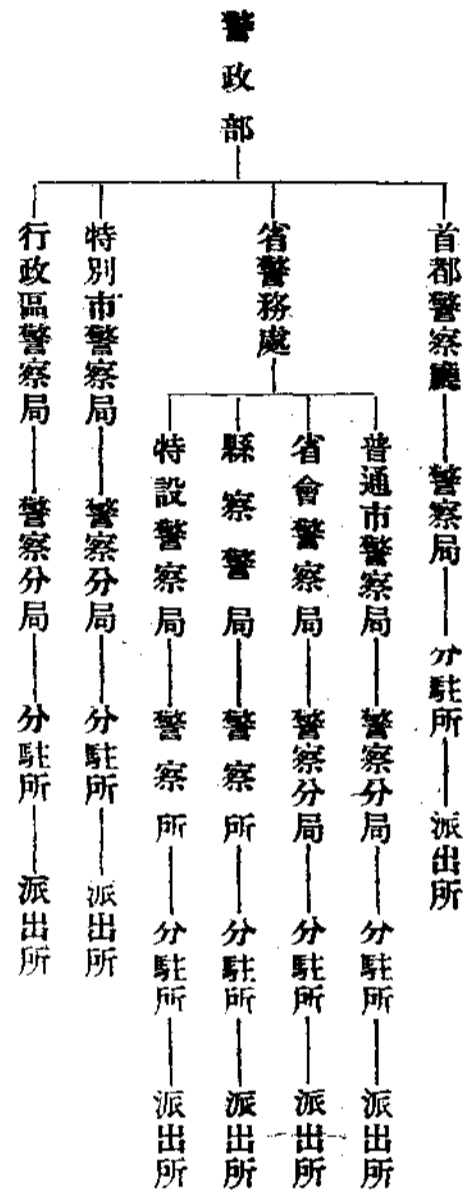 警政部
首都警察廳
警察局
分駐所
派出所
省警務處
普通市警察局
警察分局
分駐所
派出所
省會警察局
警察分局
分駐所
派出所
縣察警局
警察所
分駐所
派出所
特設警察局
警察所
分駐所
派出所
特別市警察局
警察分局
分駐所
派出所
行政區警察局
警察分局
分駐所
派出所